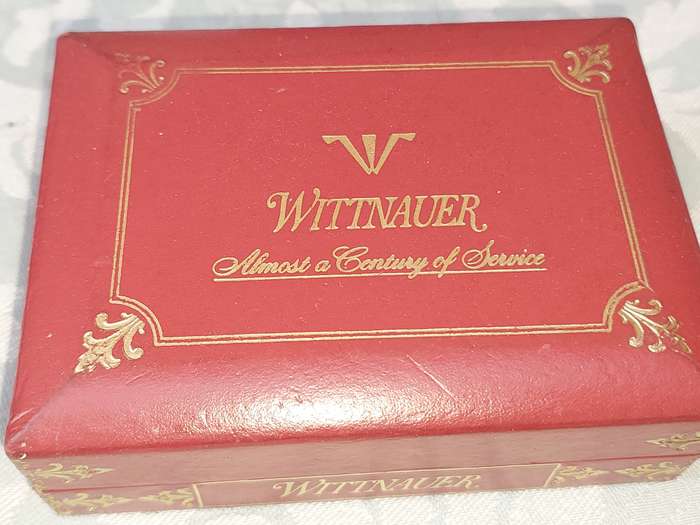 WITTNAUER
Almost a Century of Service
WITTNAUER